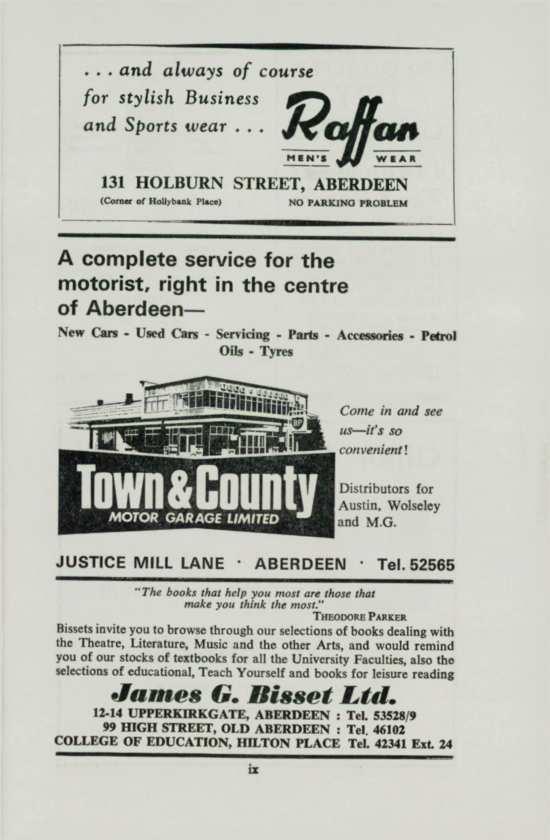 ... and always of course
for stylish Business
and Sports wear ...
Raffan
MEN'S WEAR
131 HOLBURN STREET, ABERDEEN
(Corner of Hollybank Place) NO PARKING PROBLEM
A complete service for the
motorist, right in the centre
of Aberdeen—
New Cars - Used Cars - Servicing - Parts - Accessories - Petrol
Oils - Tyres
BP
Come in and see
us—it's so
convenient!
Town & County
MOTOR GARAGE LIMITED
Distributors for
Austin, Wolseley
and M.G.
JUSTICE MILL LANE · ABERDEEN · Tel. 52565
"The books that help you most are those that
make you think the most."
THEODORE PARKER
Bissets invite you to browse through our selections of books dealing with
the Theatre, Literature, Music and the other Arts, and would remind
you of our stocks of textbooks for all the University Faculties, also the
selections of educational, Teach Yourself and books for leisure reading
James G. Bisset Ltd.
12-14 UPPERKIRKGATE, ABERDEEN : Tel. 53528/9
99 HIGH STREET, OLD ABERDEEN : Tel. 46102
COLLEGE OF EDUCATION, HILTON PLACE Tel. 42341 Ext. 24
ix